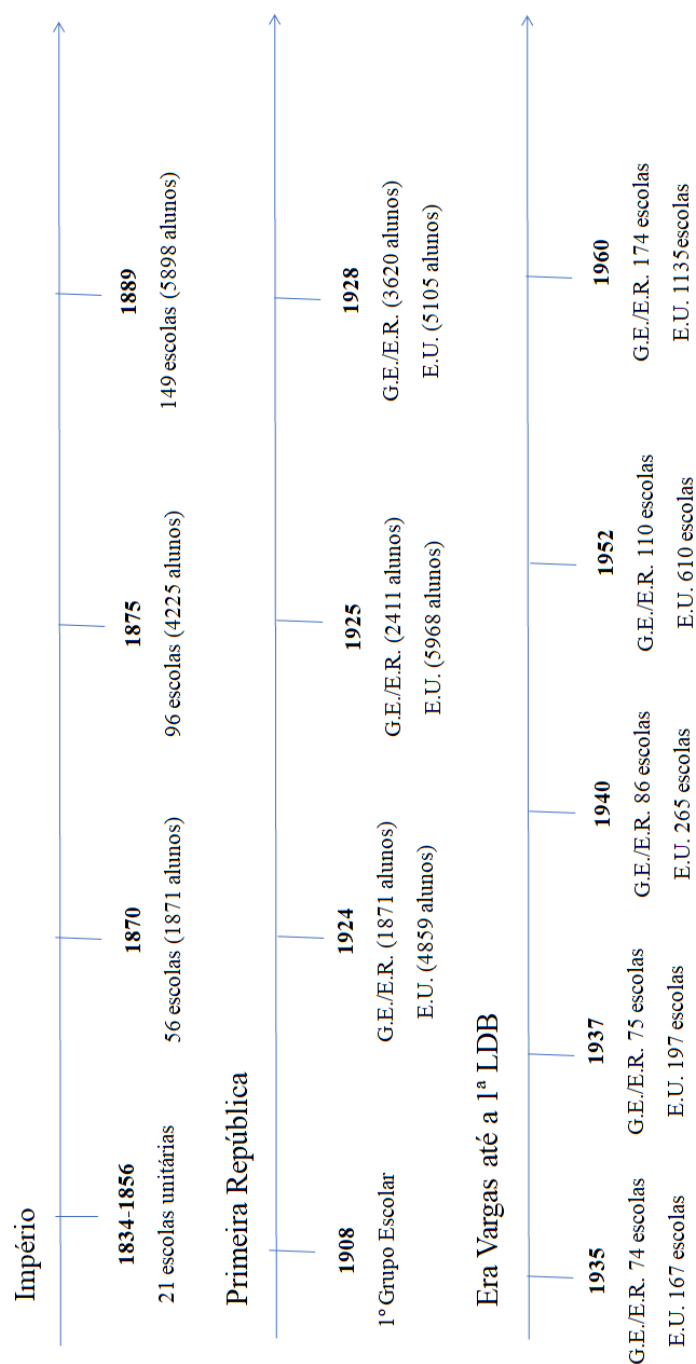 Império
1834-1856
21 escolas unitárias
1870
56 escolas (1871 alunos)
1875
96 escolas (4225 alunos)
1889
149 escolas (5898 alunos)
Primeira República
1908
1º Grupo Escolar
1924
G.E./E.R. (1871 alunos)
E.U. (4859 alunos)
1925
G.E./E.R. (2411 alunos)
E.U. (5968 alunos)
1928
G.E./E.R. (3620 alunos)
E.U. (5105 alunos)
Era Vargas até a 1ª LDB
1935
G.E./E.R. 74 escolas
E.U. 167 escolas
1937
G.E./E.R. 75 escolas
E.U. 197 escolas
1940
G.E./E.R. 86 escolas
E.U. 265 escolas
1952
G.E./E.R. 110 escolas
E.U. 610 escolas
1960
G.E./E.R. 174 escolas
E.U. 1135escolas